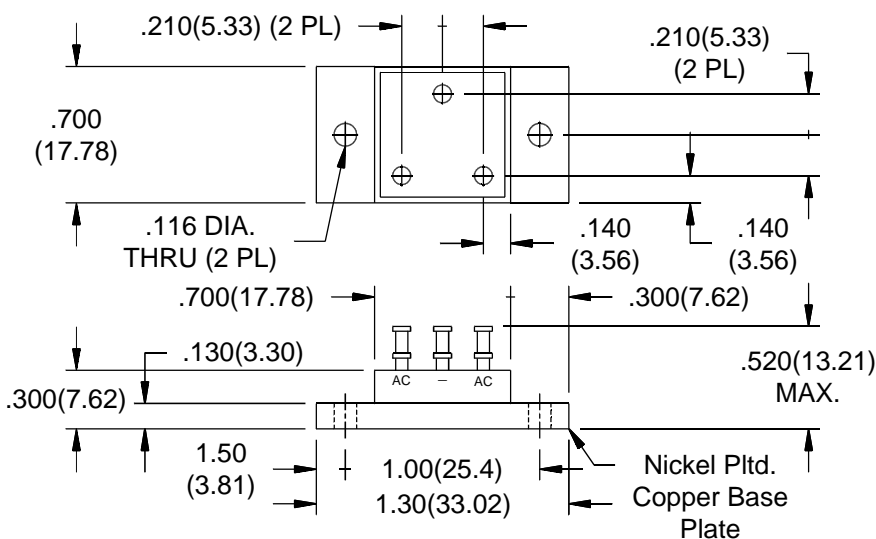 .210(5.33) (2 PL)
.210(5.33)
(2 PL)
.700
(17.78)
.116 DIA.
THRU (2 PL)
.140
(3.56)
.140
(3.56)
.700(17.78)
.300(7.62)
.130(3.30)
.520(13.21)
MAX.
AC
–
AC
.300(7.62)
1.50
(3.81)
1.00(25.4)
1.30(33.02)
Nickel Pltd.
Copper Base
Plate